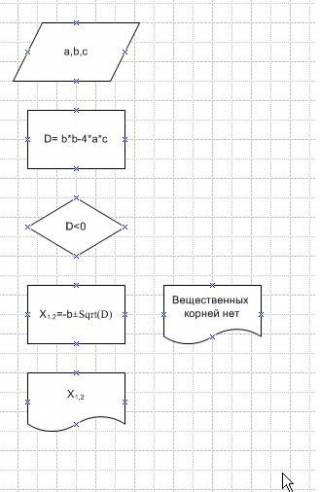 a,b,c
D= b*b-4*a*c
D<0
X1,2=-b±Sqrt(D)
Вещественных
корней нет
X1,2